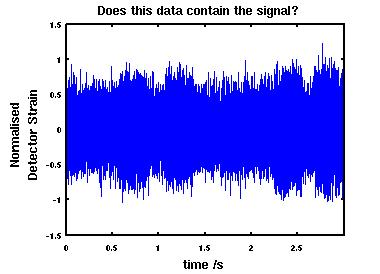 Does this data contain the signal?
1.5
1
0.5
0
-0.5
-1
-1.5
Normalised
Detector Strain
0 0.5 1 1.5 2 2.5
time /s